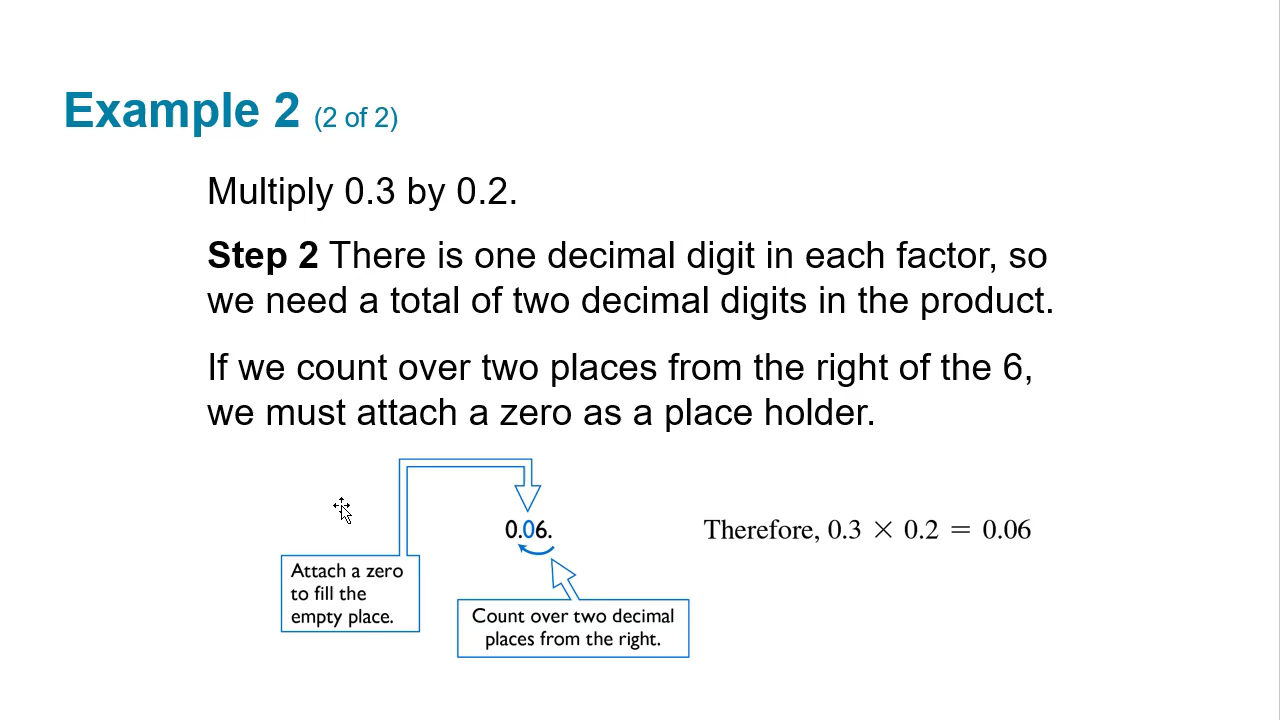 Example 2 (2 of 2)
Multiply 0.3 by 0.2.
Step 2 There is one decimal digit in each factor, so
we need a total of two decimal digits in the product.
If we count over two places from the right of the 6,
we must attach a zero as a place holder.
0.06.
Therefore, 0.3 × 0.2 = 0.06
Attach a zero
to fill the
empty place.
Count over two decimal
places from the right.